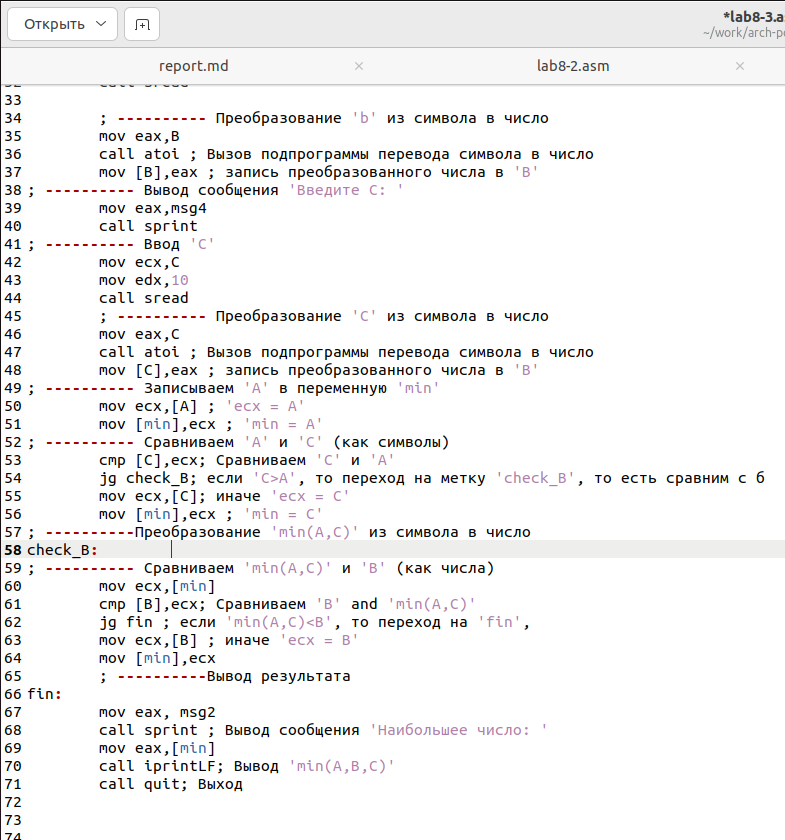 Открыть
*lab8-3.a
~/work/arch-p
report.md
lab8-2.asm
33
34 ; ---------- Преобразование 'b' из символа в число
35 mov eax,B
36 call atoi ; Вызов подпрограммы перевода символа в число
37 mov [B],eax ; запись преобразованного числа в 'B'
38 ; ---------- Вывод сообщения 'Введите C: '
39 mov eax,msg4
40 call sprint
41 ; ---------- Ввод 'C'
42 mov ecx,C
43 mov edx,10
44 call sread
45 ; ---------- Преобразование 'C' из символа в число
46 mov eax,C
47 call atoi ; Вызов подпрограммы перевода символа в число
48 mov [C],eax ; запись преобразованного числа в 'B'
49 ; ---------- Записываем 'A' в переменную 'min'
50 mov ecx,[A] ; 'ecx = A'
51 mov [min],ecx ; 'min = A'
52 ; ---------- Сравниваем 'A' и 'C' (как символы)
53 cmp [C],ecx; Сравниваем 'C' и 'A'
54 jg check_B; если 'C>A', то переход на метку 'check_B', то есть сравним с б
55 mov ecx,[C]; иначе 'ecx = C'
56 mov [min],ecx ; 'min = C'
57 ; ----------Преобразование 'min(A,C)' из символа в число
58 check_B:
59 ; ---------- Сравниваем 'min(A,C)' и 'B' (как числа)
60 mov ecx,[min]
61 cmp [B],ecx; Сравниваем 'B' and 'min(A,C)'
62 jg fin ; если 'min(A,C)<B', то переход на 'fin',
63 mov ecx,[B] ; иначе 'ecx = B'
64 mov [min],ecx
65 ; ----------Вывод результата
66 fin:
67 mov eax, msg2
68 call sprint ; Вывод сообщения 'Наибольшее число: '
69 mov eax,[min]
70 call iprintLF; Вывод 'min(A,B,C)'
71 call quit; Выход
72
73
74